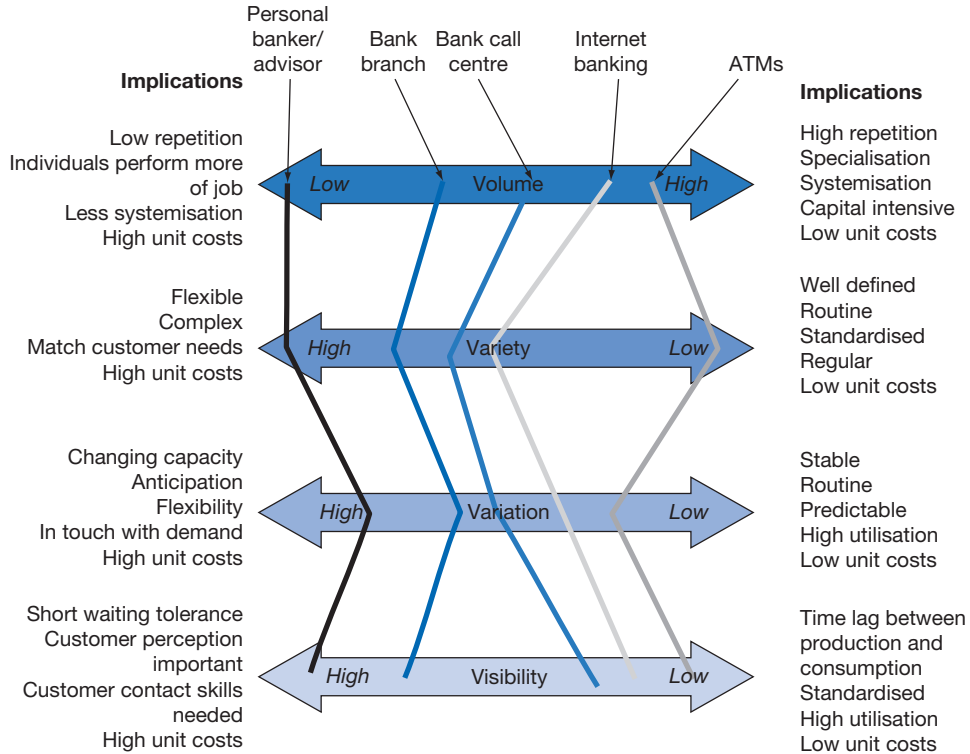 Personal
banker/
advisor
Bank
branch
Bank call
centre
Internet
banking
ATMs
Implications
Implications
Low repetition
Individuals perform more
of job
Less systemisation
High unit costs
Low
Volume
High
High repetition
Specialisation
Systemisation
Capital intensive
Low unit costs
Flexible
Complex
Match customer needs
High unit costs
High
Variety
Low
Well defined
Routine
Standardised
Regular
Low unit costs
Changing capacity
Anticipation
Flexibility
In touch with demand
High unit costs
High
Variation
Low
Stable
Routine
Predictable
High utilisation
Low unit costs
Short waiting tolerance
Customer perception
important
Customer contact skills
needed
High unit costs
High
Visibility
Low
Time lag between
production and
consumption
Standardised
High utilisation
Low unit costs